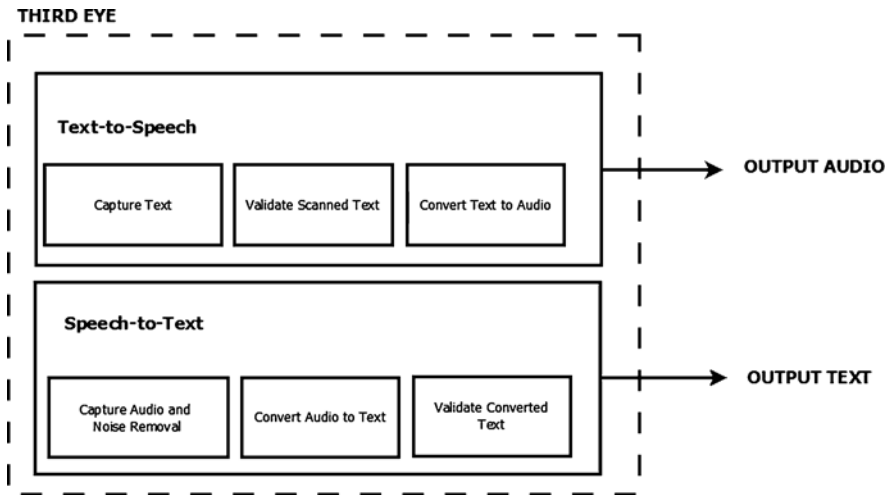 THIRD EYE
Text-to-Speech
Capture Text
Validate Scanned Text
Convert Text to Audio
OUTPUT AUDIO
Speech-to-Text
Capture Audio and
Noise Removal
Convert Audio to Text
Validate Converted
Text
OUTPUT TEXT